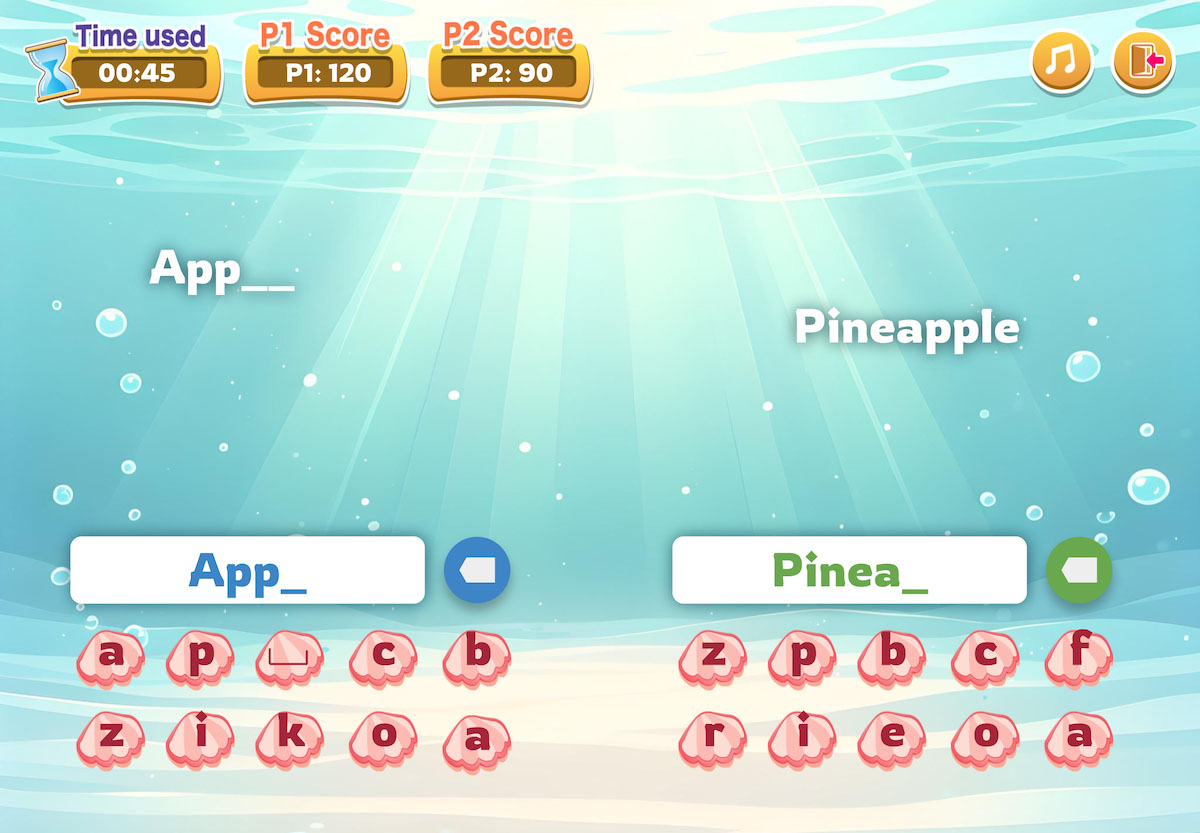 Time used
00:45
P1 Score
P1: 120
P2 Score
P2: 90
App__
Pineapple
App_
Pinea_
a p ⎵ c b
z i k o a
z p b c f
r i e o a